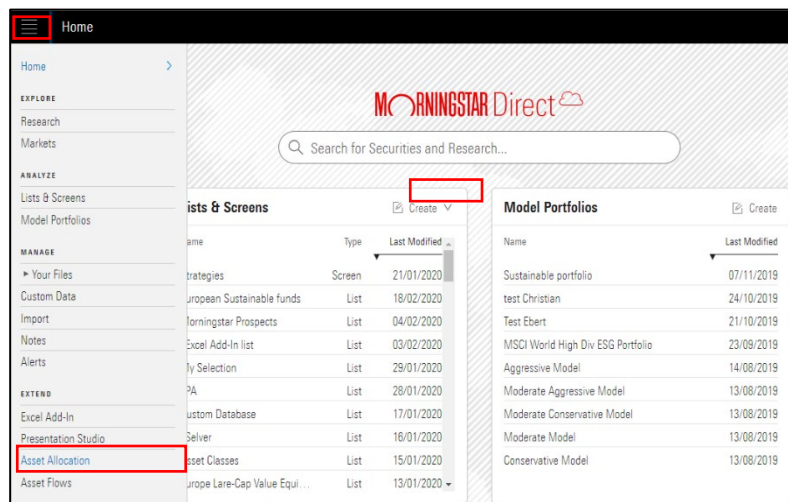 Home
Home
EXPLORE
Research
Markets
ANALYZE
Lists & Screens
Model Portfolios
MANAGE
Your Files
Custom Data
Import
Notes
Alerts
EXTEND
Excel Add-In
Presentation Studio
Asset Allocation
Asset Flows
MORNINGSTAR Direct
Search for Securities and Research...
ists & Screens Create
ame Type Last Modified
trategies Screen 21/01/2020
uropean Sustainable funds List 18/02/2020
orningstar Prospects List 04/02/2020
Excel Add-In list List 03/02/2020
y Selection List 29/01/2020
PA List 28/01/2020
ustom Database List 17/01/2020
Selver List 16/01/2020
sset Classes List 15/01/2020
urope Lare-Cap Value Equi... List 13/01/2020
Model Portfolios Create
Name Last Modified
Sustainable portfolio 07/11/2019
test Christian 24/10/2019
Test Ebert 21/10/2019
MSCI World High Div ESG Portfolio 23/09/2019
Aggressive Model 14/08/2019
Moderate Aggressive Model 13/08/2019
Moderate Conservative Model 13/08/2019
Moderate Model 13/08/2019
Conservative Model 13/08/2019